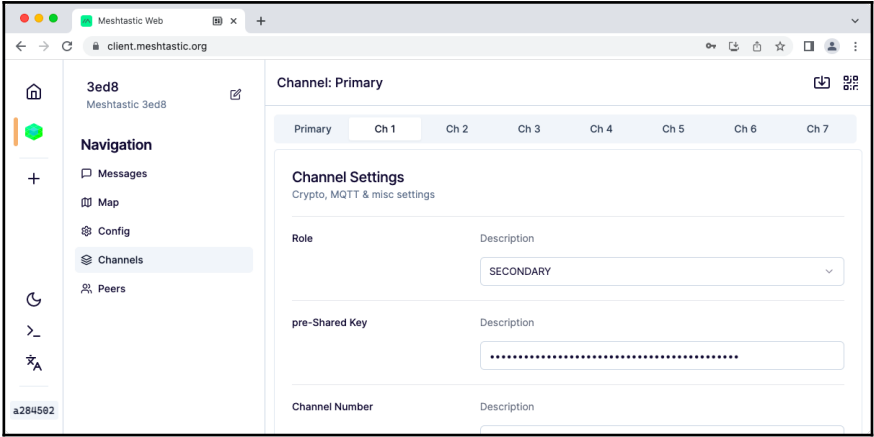 Meshtastic Web
client.meshtastic.org
3ed8
Meshtastic 3ed8
Navigation
Messages
Map
Config
Channels
Peers
a284502
Channel: Primary
Primary Ch 1 Ch 2 Ch 3 Ch 4 Ch 5 Ch 6 Ch 7
Channel Settings
Crypto, MQTT & misc settings
Role Description
SECONDARY
pre-Shared Key Description
••••••••••••••••••••••••••••••••••••••••••••
Channel Number Description